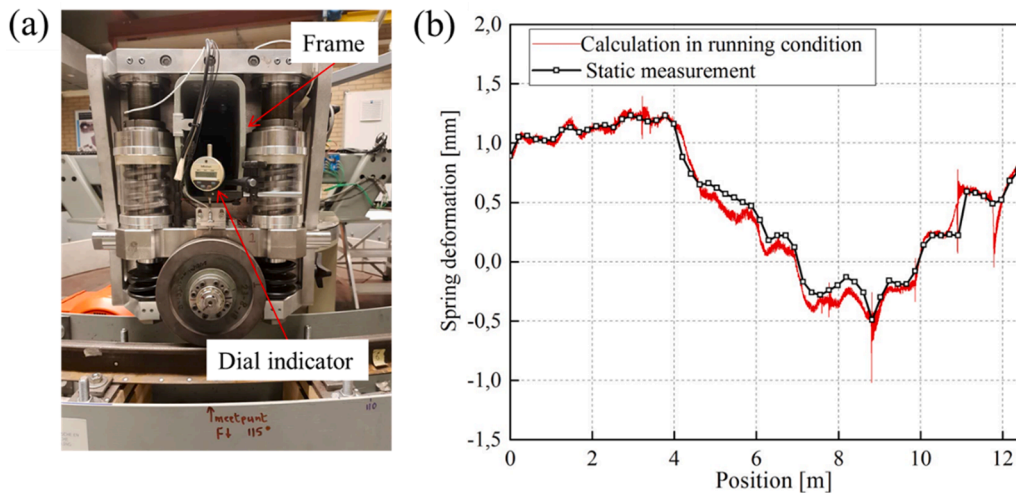 (a)
Frame
Dial indicator
↑meetpunt
F↓ 115°
110
(b)
2,0
1,5
1,0
0,5
0,0
-0,5
-1,0
-1,5
Spring deformation [mm]
Calculation in running condition
Static measurement
0
2
4
6
8
10
12
Position [m]